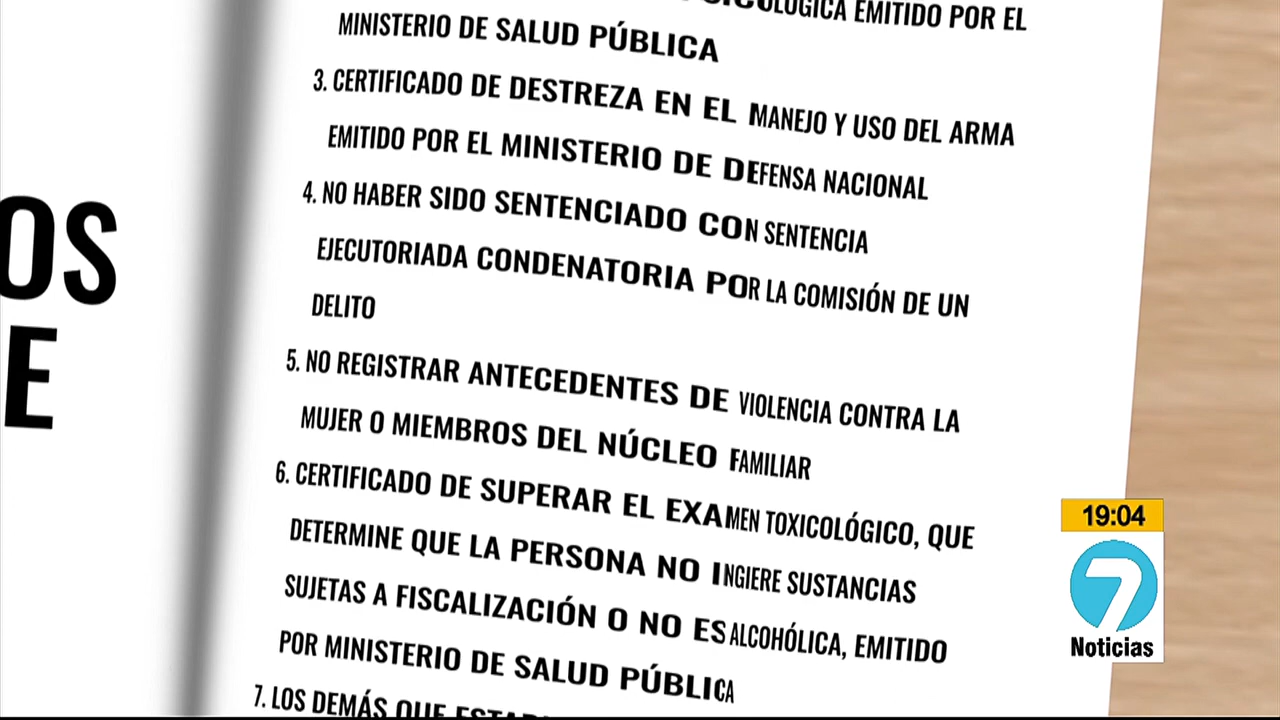 OS
E
EMITIDO POR EL
MINISTERIO DE SALUD PÚBLICA
3. CERTIFICADO DE DESTREZA EN EL MANEJO Y USO DEL ARMA
EMITIDO POR EL MINISTERIO DE DEFENSA NACIONAL
4. NO HABER SIDO SENTENCIADO CON SENTENCIA
EJECUTORIADA CONDENATORIA POR LA COMISIÓN DE UN
DELITO
5. NO REGISTRAR ANTECEDENTES DE VIOLENCIA CONTRA LA
MUJER O MIEMBROS DEL NÚCLEO FAMILIAR
6. CERTIFICADO DE SUPERAR EL EXAMEN TOXICOLÓGICO, QUE
DETERMINE QUE LA PERSONA NO INGIERE SUSTANCIAS
SUJETAS A FISCALIZACIÓN O NO ES ALCOHÓLICA, EMITIDO
POR MINISTERIO DE SALUD PÚBLICA
7. LOS DEMÁS QUE
19:04
7
Noticias